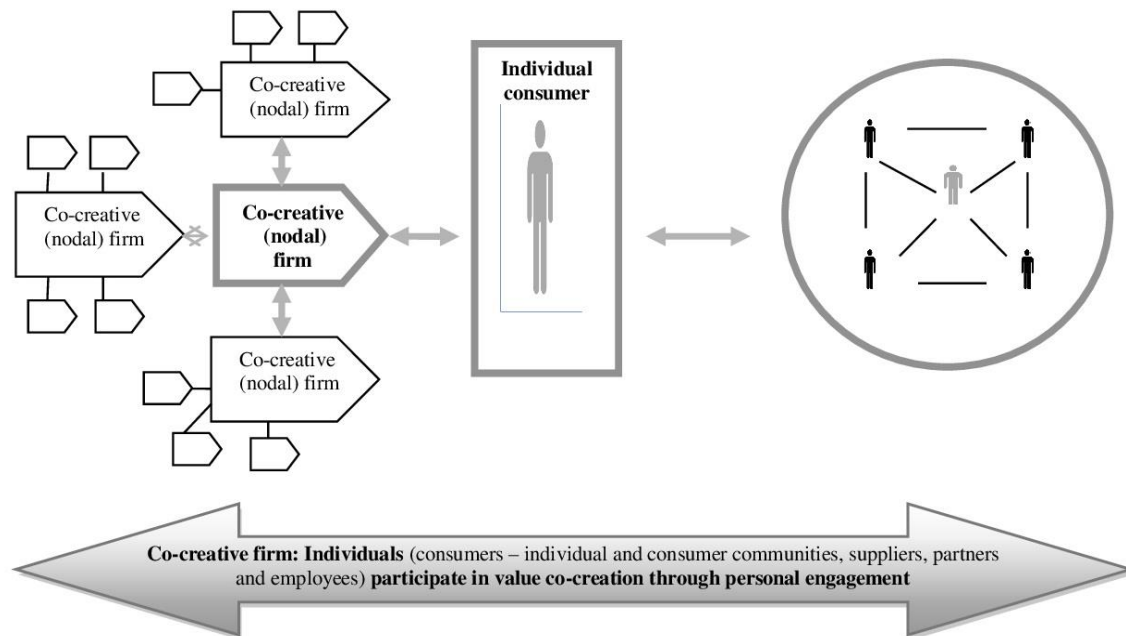 Co-creative
(nodal) firm
Co-creative
(nodal) firm
Co-creative
(nodal)
firm
Co-creative
(nodal) firm
Individual
consumer
Co-creative firm: Individuals (consumers – individual and consumer communities, suppliers, partners
and employees) participate in value co-creation through personal engagement